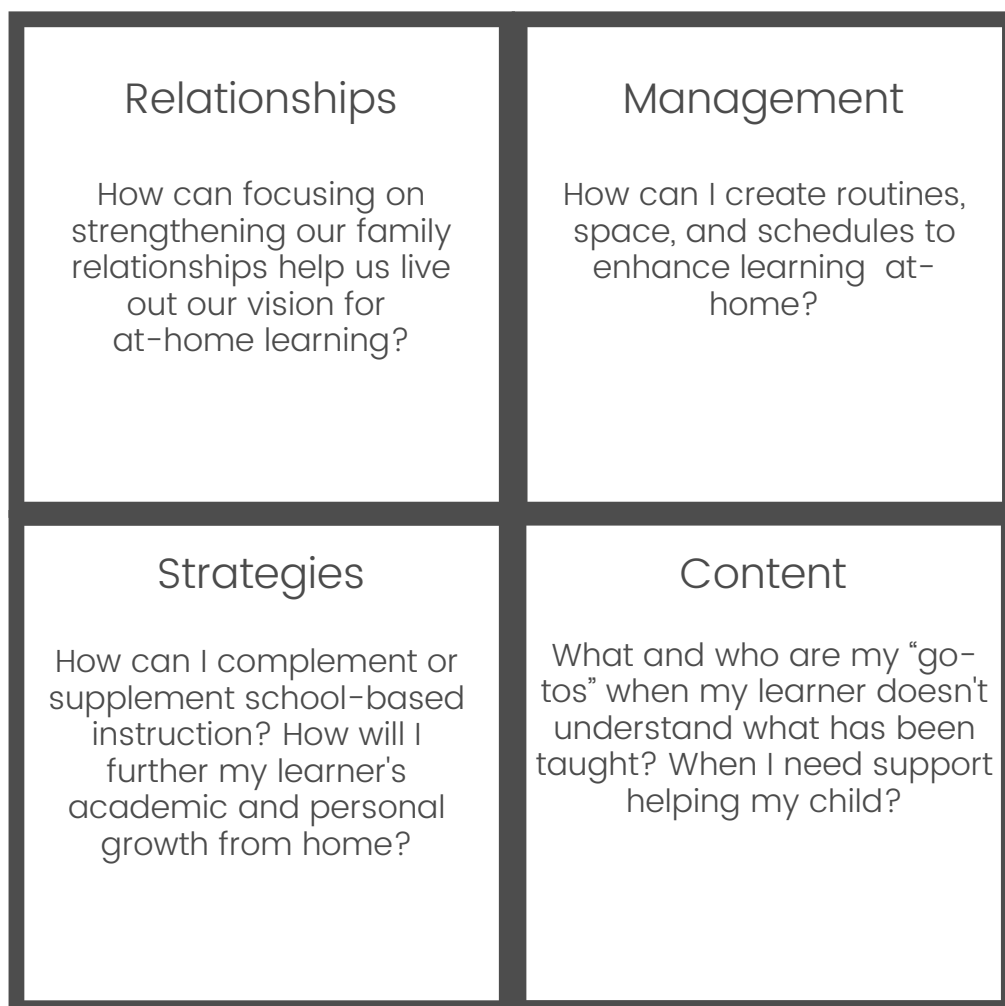 Relationships
How can focusing on
strengthening our family
relationships help us live
out our vision for
at-home learning?
Management
How can I create routines,
space, and schedules to
enhance learning  at-
home?
Strategies
How can I complement or
supplement school-based
instruction? How will I
further my learner's
academic and personal
growth from home?
Content
What and who are my “go-
tos” when my learner doesn't
understand what has been
taught? When I need support
helping my child?